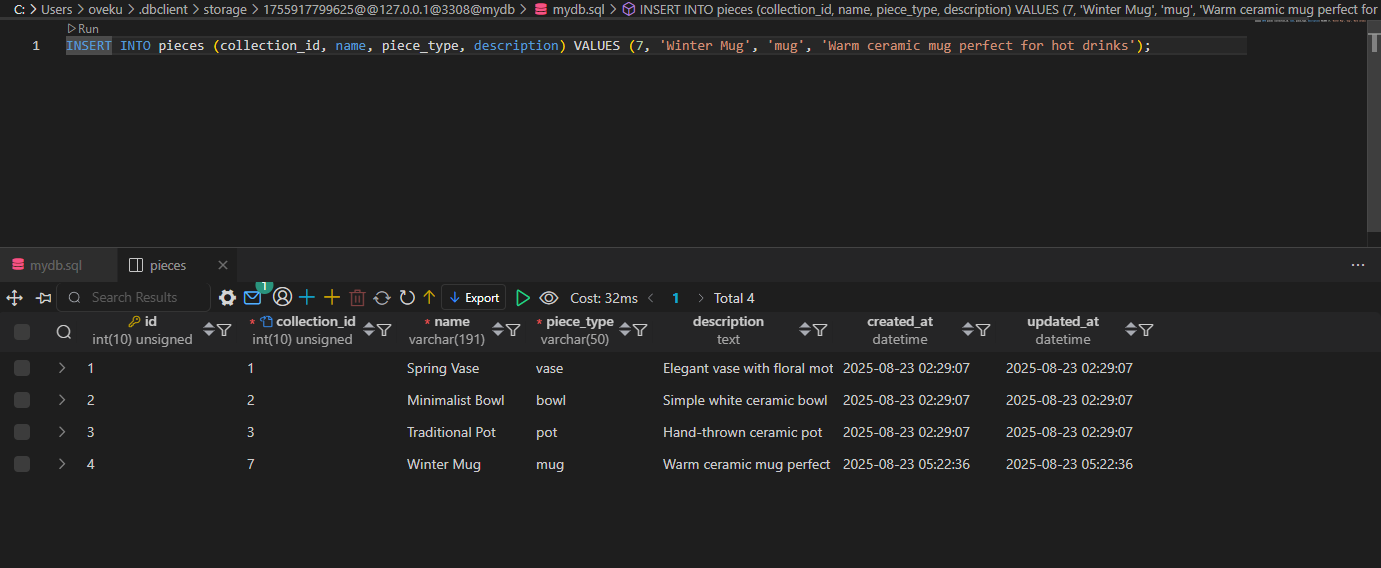 C: > Users > oveku > .dbclient > storage > 1755917799625@@127.0.0.1@3308@mydb > mydb.sql > INSERT INTO pieces (collection_id, name, piece_type, description) VALUES (7, 'Winter Mug', 'mug', 'Warm ceramic mug perfect for
Run
1 INSERT INTO pieces (collection_id, name, piece_type, description) VALUES (7, 'Winter Mug', 'mug', 'Warm ceramic mug perfect for hot drinks');
mydb.sql pieces
Search Results 1 Export Cost: 32ms < 1 > Total 4
id * collection_id * name * piece_type description created_at updated_at
int(10) unsigned int(10) unsigned varchar(191) varchar(50) text datetime datetime
1 1 Spring Vase vase Elegant vase with floral mot 2025-08-23 02:29:07 2025-08-23 02:29:07
2 2 Minimalist Bowl bowl Simple white ceramic bowl 2025-08-23 02:29:07 2025-08-23 02:29:07
3 3 Traditional Pot pot Hand-thrown ceramic pot 2025-08-23 02:29:07 2025-08-23 02:29:07
4 7 Winter Mug mug Warm ceramic mug perfect 2025-08-23 05:22:36 2025-08-23 05:22:36